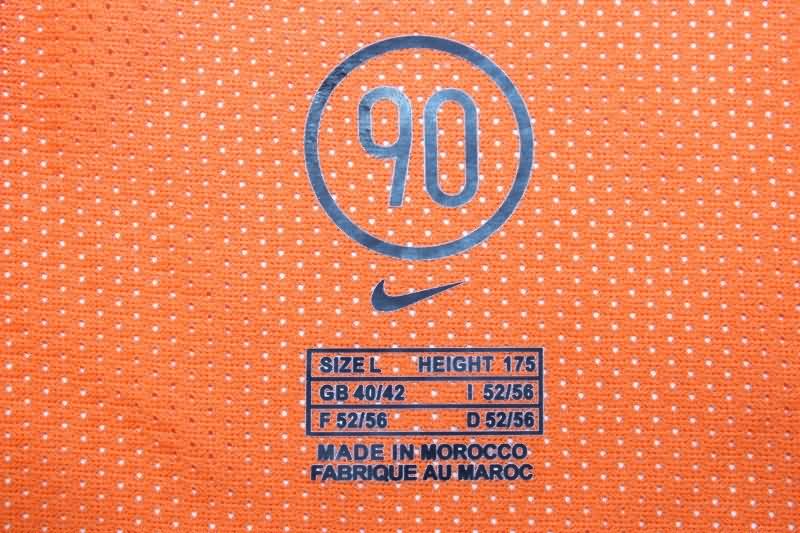 90
SIZE L HEIGHT 175
GB 40/42 I 52/56
F 52/56 D 52/56
MADE IN MOROCCO
FABRIQUE AU MAROC